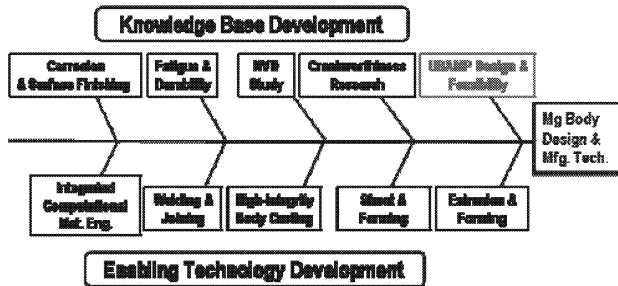 Knowledge Base Development
Corrosion
& Surface Finishing
Fatigue &
Durability
NVH
Study
Crashworthiness
Research
USAMP Design &
Feasibility
Mg Body
Design &
Mfg. Tech.
Integrated
Computational
Mat. Eng.
Welding &
Joining
High-Integrity
Body Casting
Sheet &
Forming
Extrusion &
Forming
Enabling Technology Development